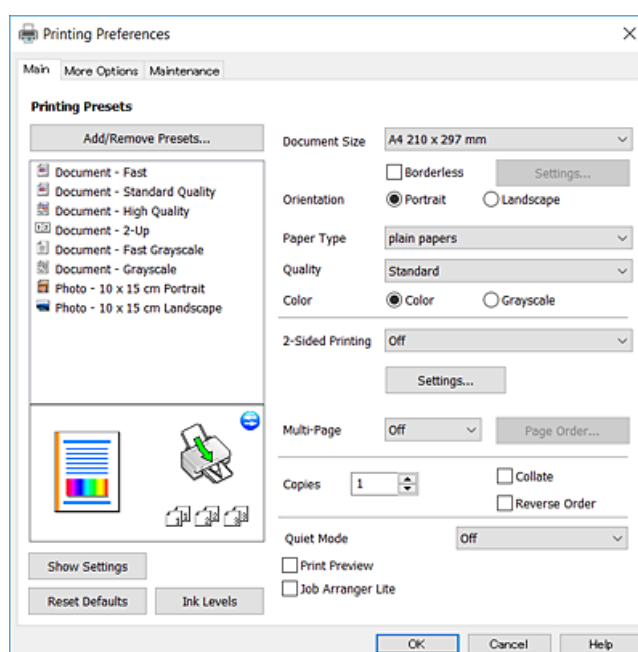 Printing Preferences
Main More Options Maintenance
Printing Presets
Add/Remove Presets...
Document - Fast
Document - Standard Quality
Document - High Quality
Document - 2-Up
Document - Fast Grayscale
Document - Grayscale
Photo - 10 x 15 cm Portrait
Photo - 10 x 15 cm Landscape
Show Settings
Reset Defaults Ink Levels
Document Size A4 210 x 297 mm
Borderless Settings...
Orientation Portrait Landscape
Paper Type plain papers
Quality Standard
Color Color Grayscale
2-Sided Printing Off
Settings...
Multi-Page Off Page Order...
Copies 1 Collate
Reverse Order
Quiet Mode Off
Print Preview
Job Arranger Lite
OK Cancel Help